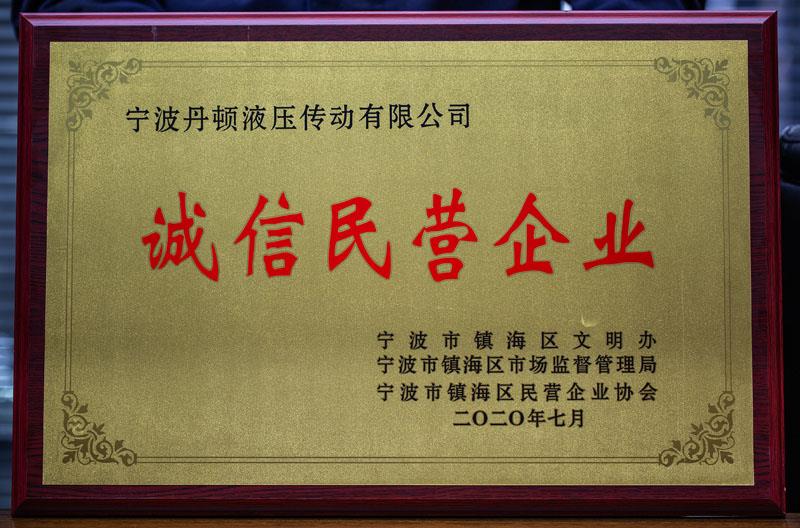 宁波丹顿液压传动有限公司
诚信民营企业
宁波市镇海区文明办
宁波市镇海区市场监督管理局
宁波市镇海区民营企业协会
二〇二〇年七月